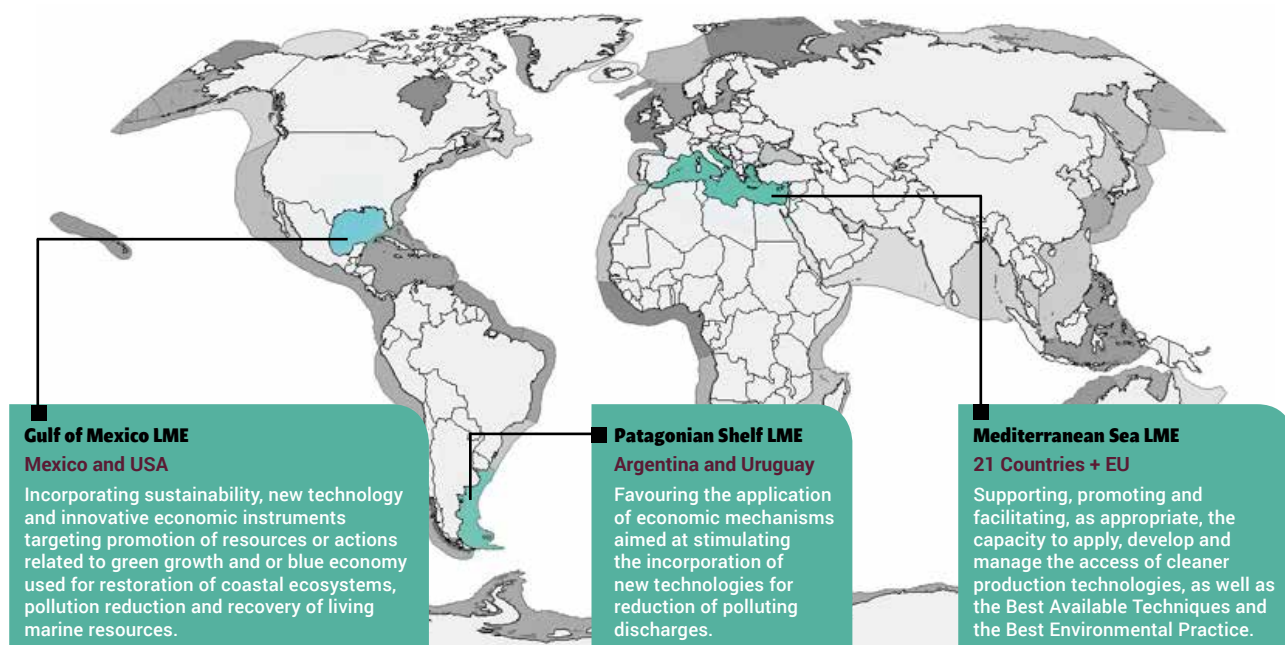 Gulf of Mexico LME
Mexico and USA
Incorporating sustainability, new technology
and innovative economic instruments
targeting promotion of resources or actions
related to green growth and or blue economy
used for restoration of coastal ecosystems,
pollution reduction and recovery of living
marine resources.
Patagonian Shelf LME
Argentina and Uruguay
Favouring the application
of economic mechanisms
aimed at stimulating
the incorporation of
new technologies for
reduction of polluting
discharges.
Mediterranean Sea LME
21 Countries + EU
Supporting, promoting and
facilitating, as appropriate, the
capacity to apply, develop and
manage the access of cleaner
production technologies, as well as
the Best Available Techniques and
the Best Environmental Practice.